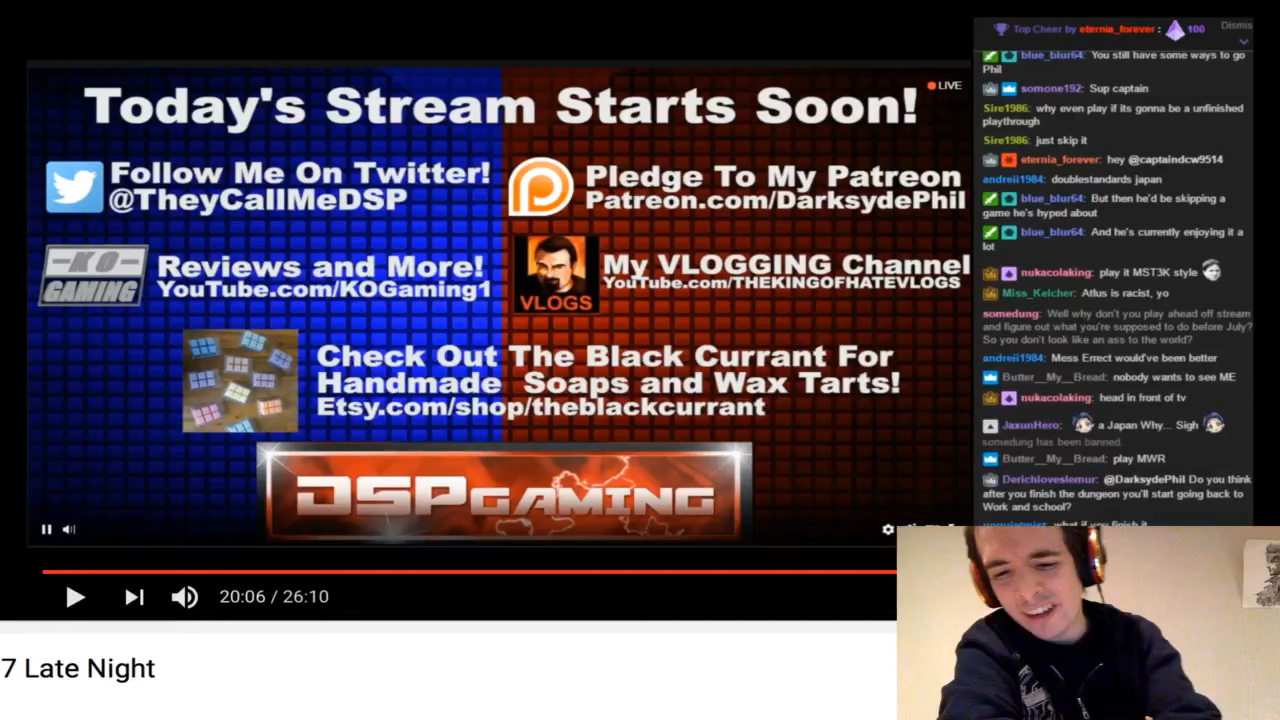 Today's Stream Starts Soon!
LIVE
Follow Me On Twitter!
@TheyCallMeDSP
Pledge To My Patreon
Patreon.com/DarksydePhil
-KO-
GAMING
Reviews and More!
YouTube.com/KOGaming1
VLOGS
My VLOGGING Channel
YouTube.com/THEKINGOFHATEVLOGS
Check Out The Black Currant For
Handmade Soaps and Wax Tarts!
Etsy.com/shop/theblackcurrant
DSPGAMING
20:06 / 26:10
7 Late Night
Top Cheer by eternia_forever : 100
Dismis
blue_blur64: You still have some ways to go
Phil
somone192: Sup captain
Sire1986: why even play if its gonna be a unfinished
playthrough
Sire1986: just skip it
eternia_forever: hey @captaindcw9514
andreii1984: doublestandards japan
blue_blur64: But then he'd be skipping a
game he's hyped about
blue_blur64: And he's currently enjoying it a
lot
nukacolaking: play it MST3K style
Miss_Kelcher: Atlus is racist, yo
somedung: Well why don't you play ahead off stream
and figure out what you're supposed to do before July?
So you don't look like an ass to the world?
andreii1984: Mess Errect would've been better
Butter__My_Bread: nobody wants to see ME
nukacolaking: head in front of tv
JaxunHero: a Japan Why... Sigh
somedung has been banned.
Butter__My_Bread: play MWR
Derichloveslemur: @DarksydePhil Do you think
after you finish the dungeon you'll start going back to
Work and school?
what if you finish it